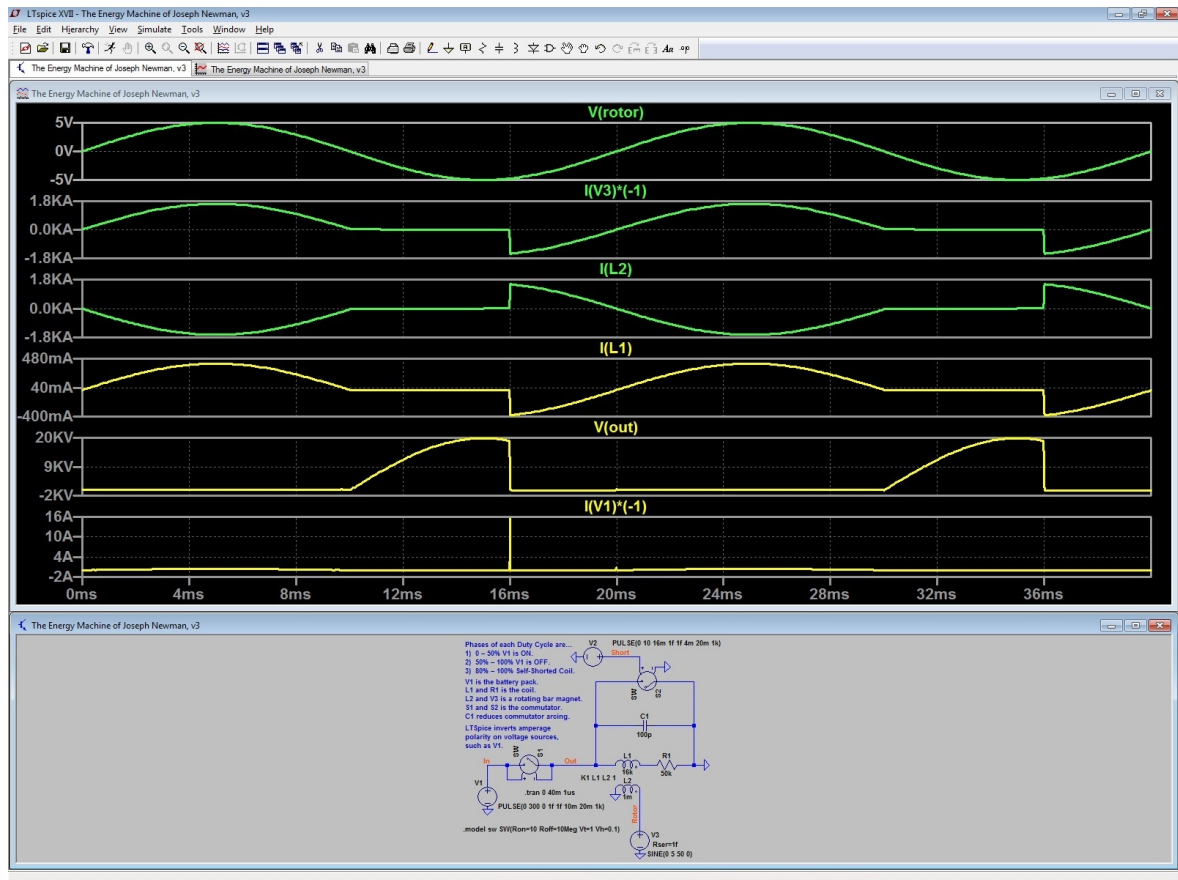 LTspice XVII - The Energy Machine of Joseph Newman, v3
File Edit Hierarchy View Simulate Tools Window Help
The Energy Machine of Joseph Newman, v3
The Energy Machine of Joseph Newman, v3
The Energy Machine of Joseph Newman, v3
V(rotor)
5V
0V
-5V
I(V3)*(-1)
1.8KA
0.0KA
-1.8KA
I(L2)
1.8KA
0.0KA
-1.8KA
I(L1)
480mA
40mA
-400mA
V(out)
20KV
9KV
-2KV
I(V1)*(-1)
16A
10A
4A
-2A
0ms 4ms 8ms 12ms 16ms 20ms 24ms 28ms 32ms 36ms
The Energy Machine of Joseph Newman, v3
Phases of each Duty Cycle are...
1) 0 – 50% V1 is ON.
2) 50% – 100% V1 is OFF.
3) 80% – 100% Self-Shorted Coil.
V1 is the battery pack.
L1 and R1 is the coil.
L2 and V3 is a rotating bar magnet.
S1 and S2 is the commutator.
C1 reduces commutator arcing.
LTSpice inverts amperage
polarity on voltage sources,
such as V1.
V2 PULSE(0 10 16m 1f 1f 4m 20m 1k)
Short
SW S2
C1
100p
SW S1
In
Out
L1
16k
R1
50k
K1 L1 L2 1
L2
1m
V1
PULSE(0 300 0 1f 1f 10m 20m 1k)
.tran 0 40m 1us
Rotor
.model sw SW(Ron=10 Roff=10Meg Vt=1 Vh=0.1)
V3
Rser=1f
SINE(0 5 50 0)